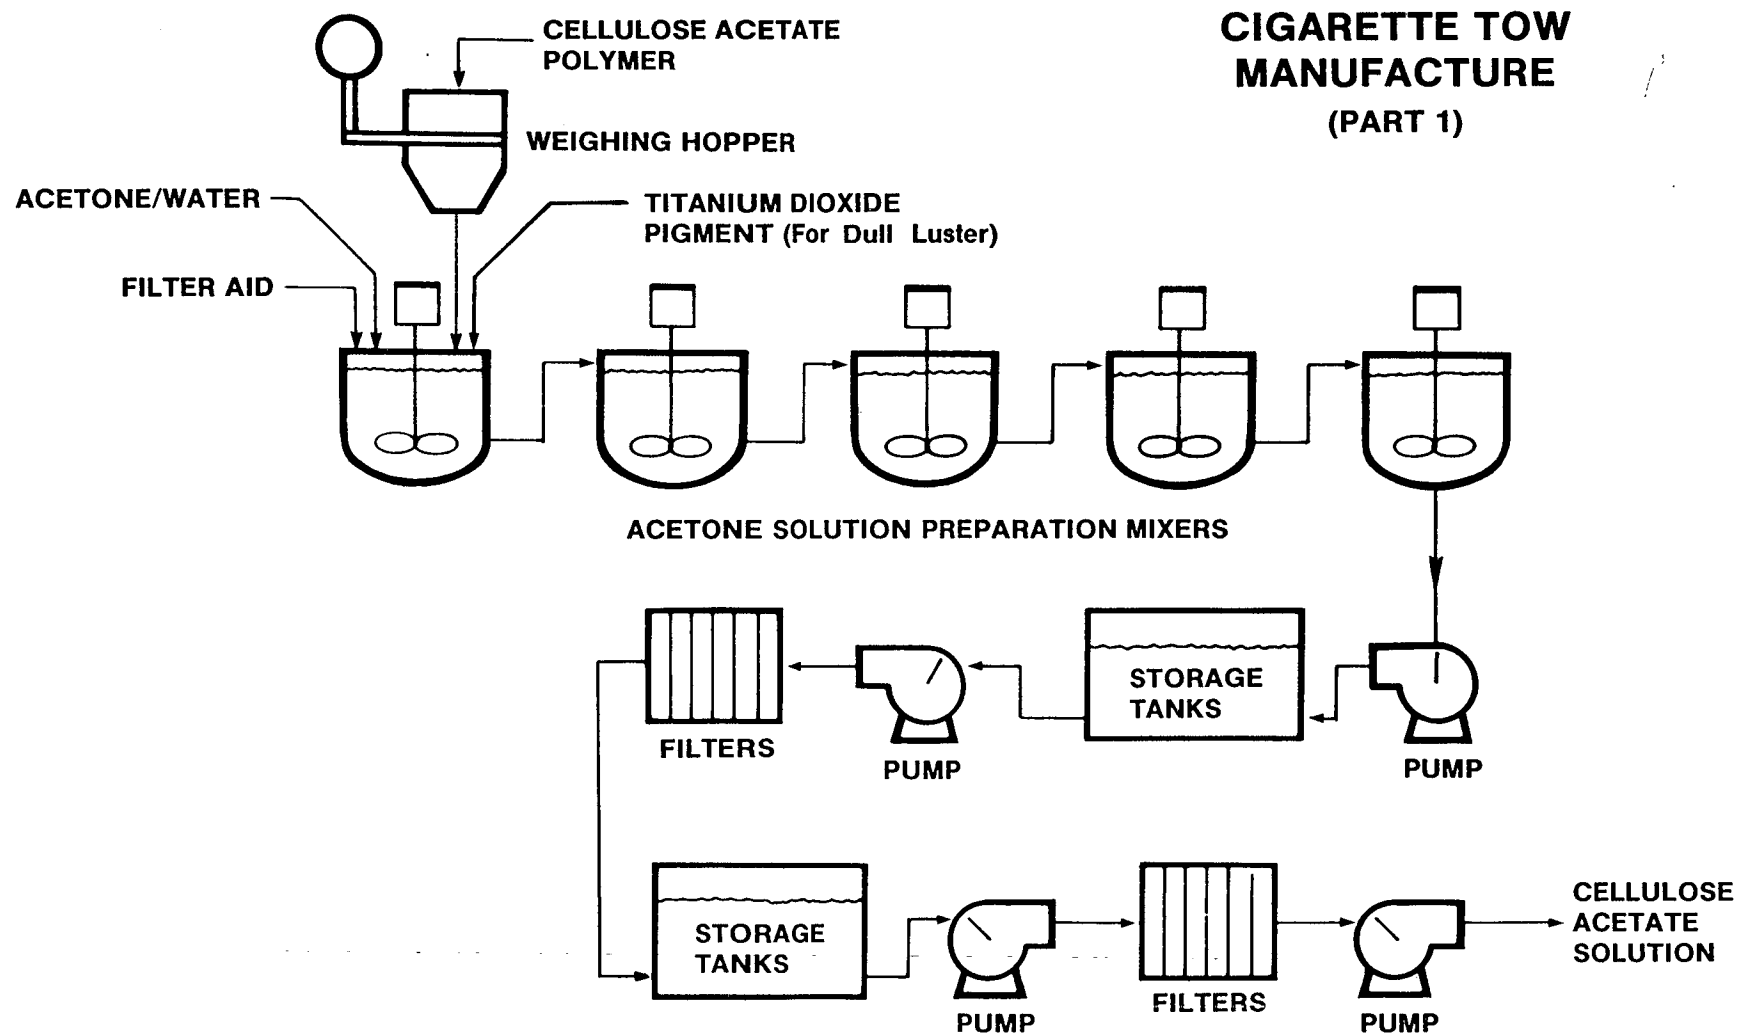 CIGARETTE TOW
MANUFACTURE
(PART 1)
CELLULOSE ACETATE
POLYMER
WEIGHING HOPPER
ACETONE/WATER
TITANIUM DIOXIDE
PIGMENT (For Dull Luster)
FILTER AID
ACETONE SOLUTION PREPARATION MIXERS
FILTERS
PUMP
STORAGE
TANKS
PUMP
STORAGE
TANKS
PUMP
FILTERS
PUMP
CELLULOSE
ACETATE
SOLUTION